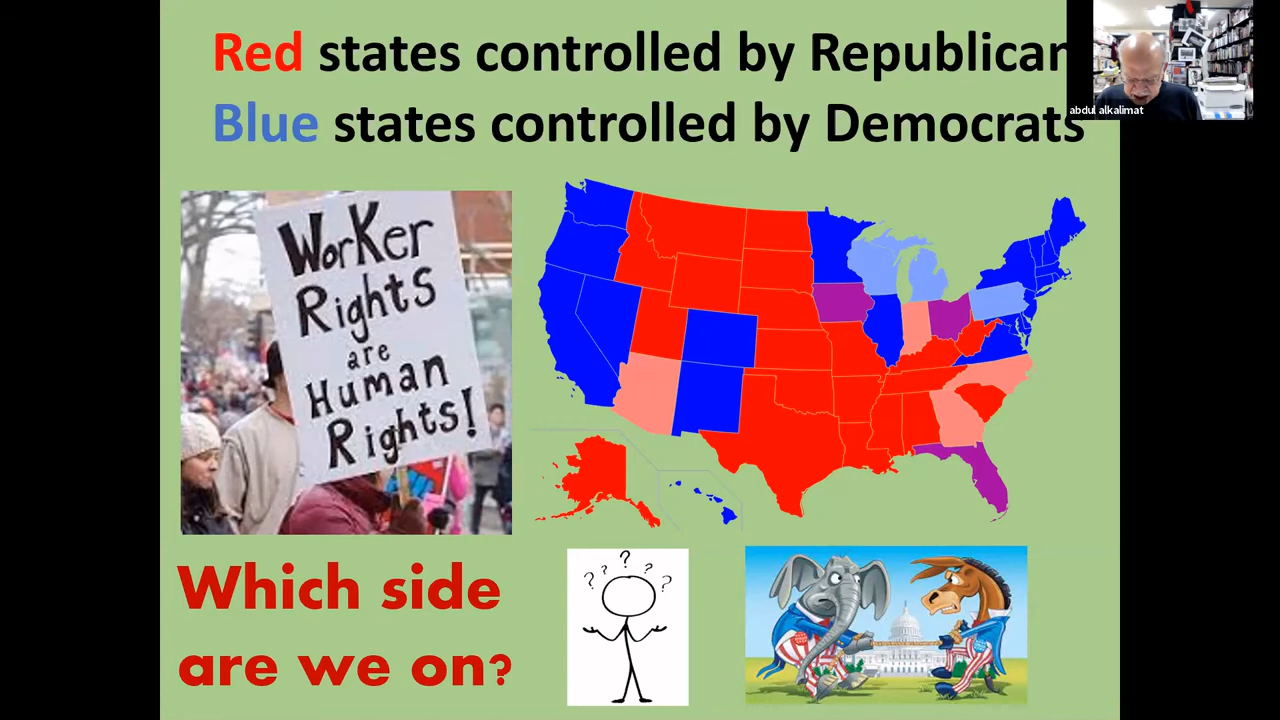 Red states controlled by Republican
Blue states controlled by Democrats
abdul alkalimat
WorKer
Rights
are
Human
Rights!
Which side
are we on?
? ? ? ? ?